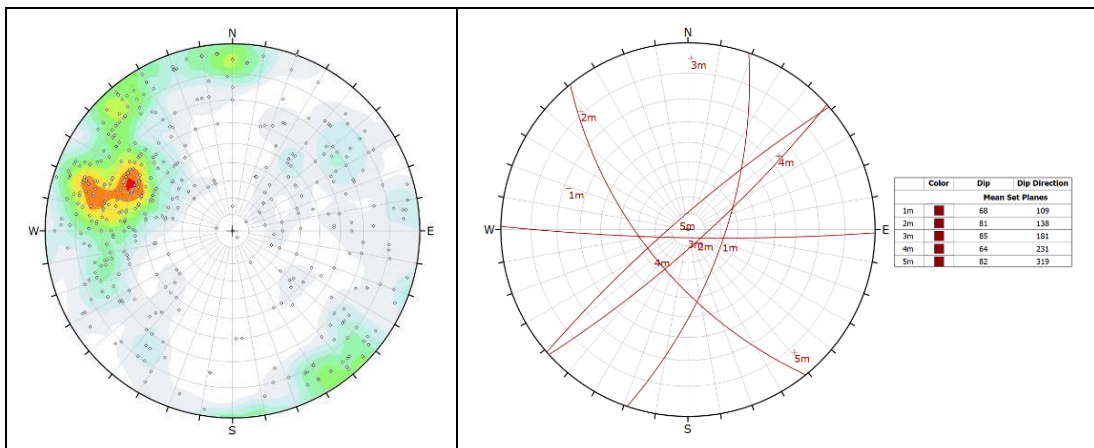 N
W
E
S
N
3m
2m
4m
1m
W
5m
E
3m
2m
1m
4m
5m
S
Color Dip Dip Direction
Mean Set Planes
1m 68 109
2m 81 138
3m 85 181
4m 64 231
5m 82 319